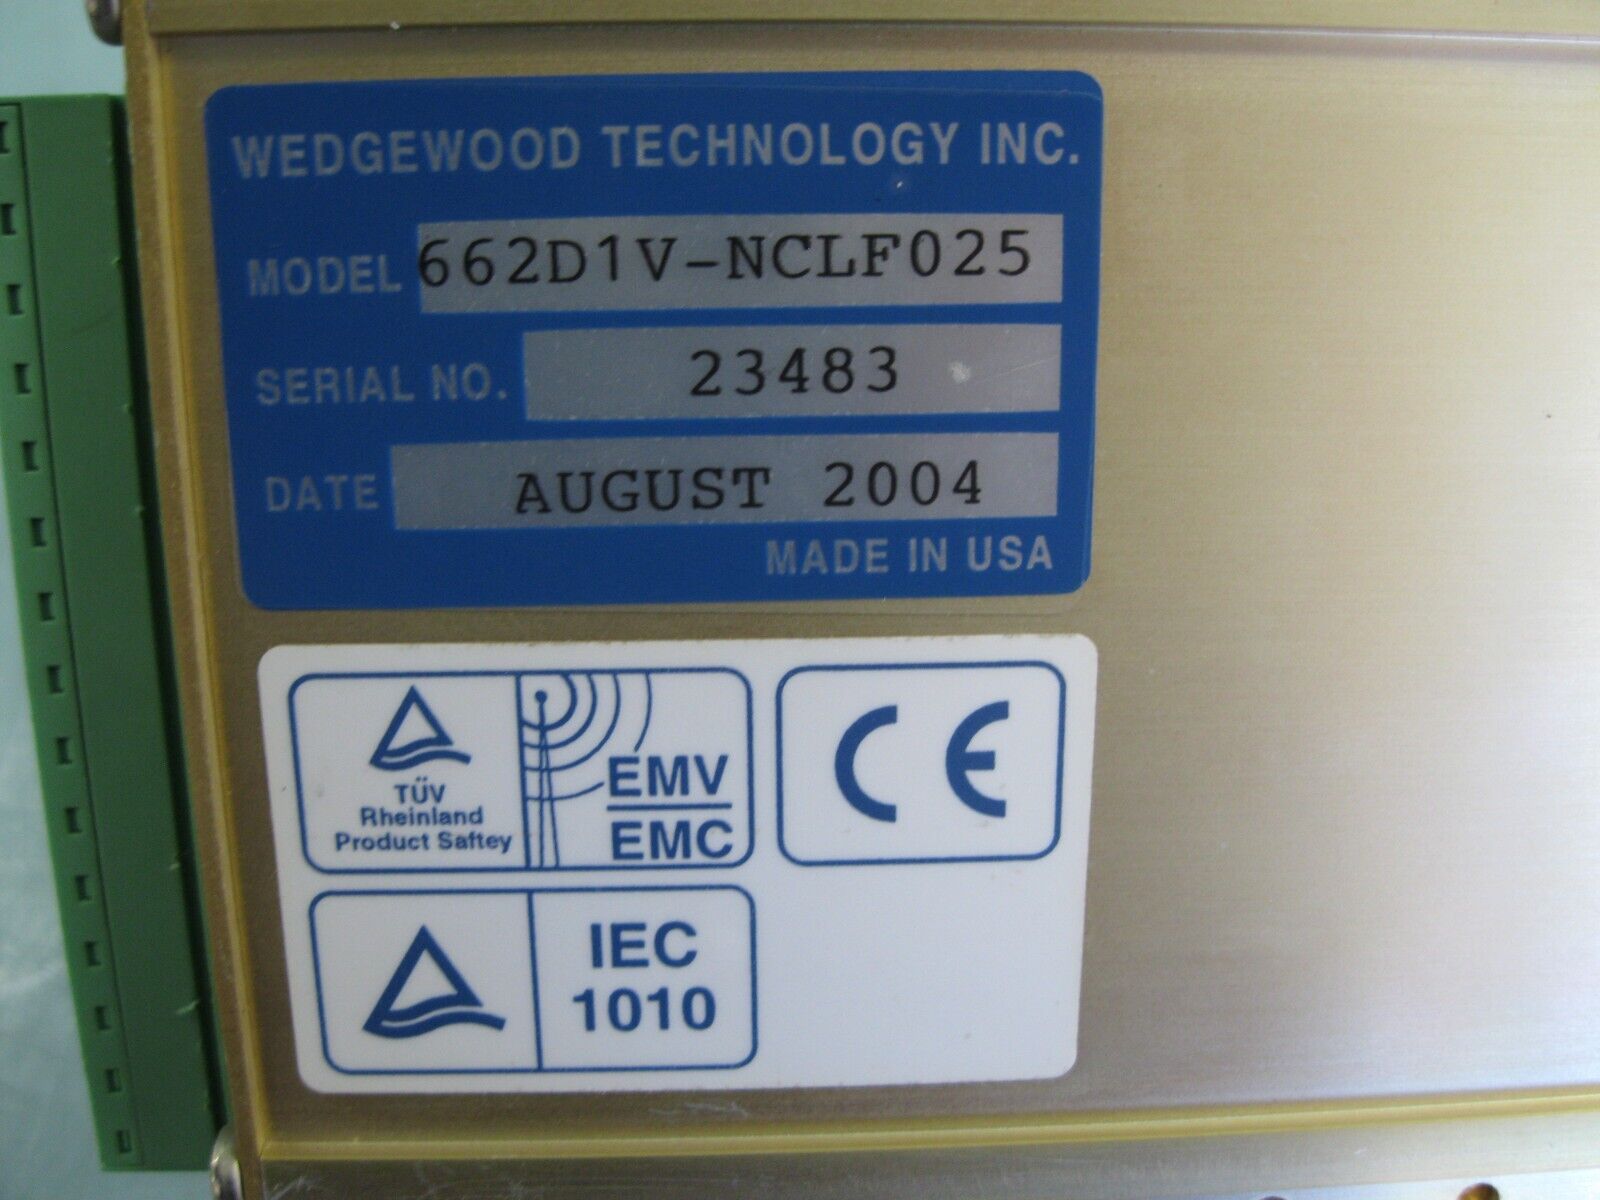 WEDGEWOOD TECHNOLOGY INC.
MODEL 662D1V-NCLF025
SERIAL NO. 23483
DATE AUGUST 2004
MADE IN USA
TÜV
Rheinland
Product Saftey
EMV
EMC
CE
IEC
1010